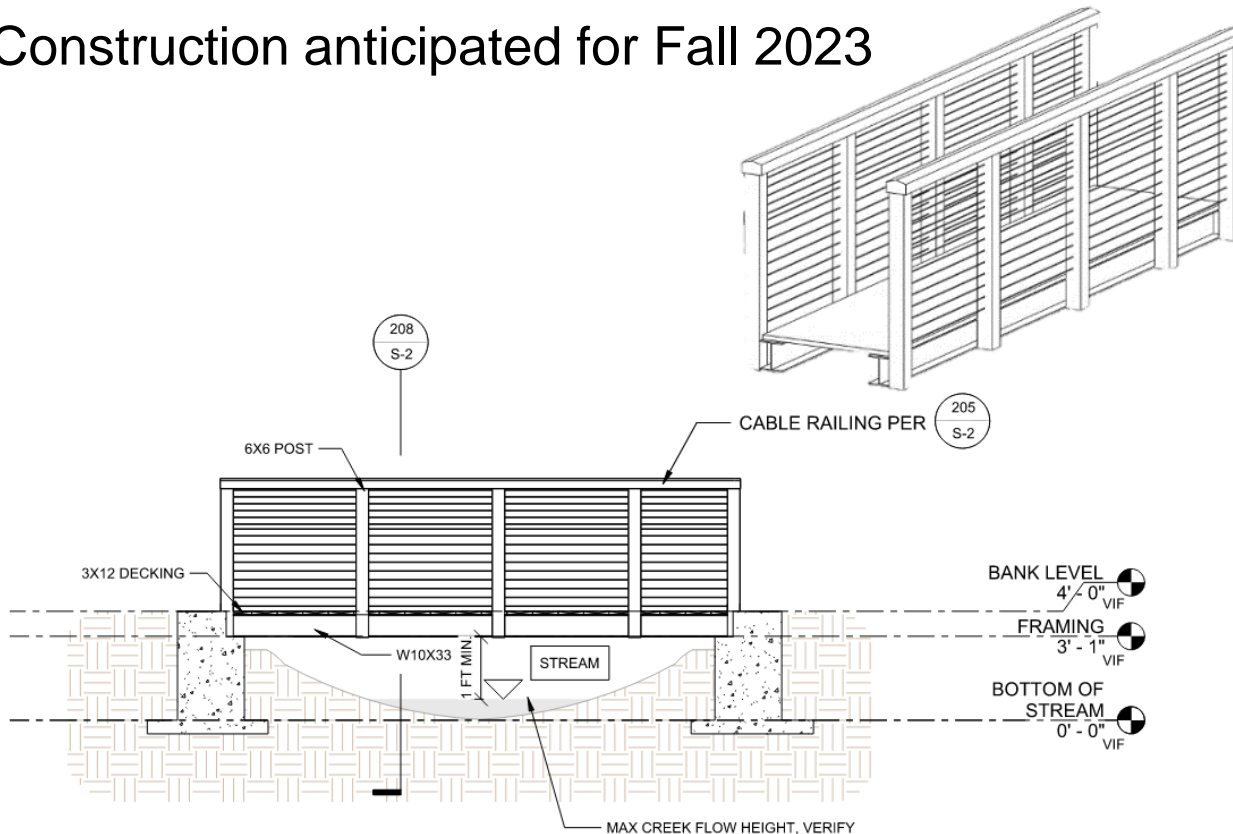 Construction anticipated for Fall 2023
208
S-2
CABLE RAILING PER
205
S-2
6X6 POST
3X12 DECKING
W10X33
1 FT MIN.
STREAM
BANK LEVEL
4' - 0"
VIF
FRAMING
3' - 1"
VIF
BOTTOM OF
STREAM
0' - 0"
VIF
MAX CREEK FLOW HEIGHT, VERIFY